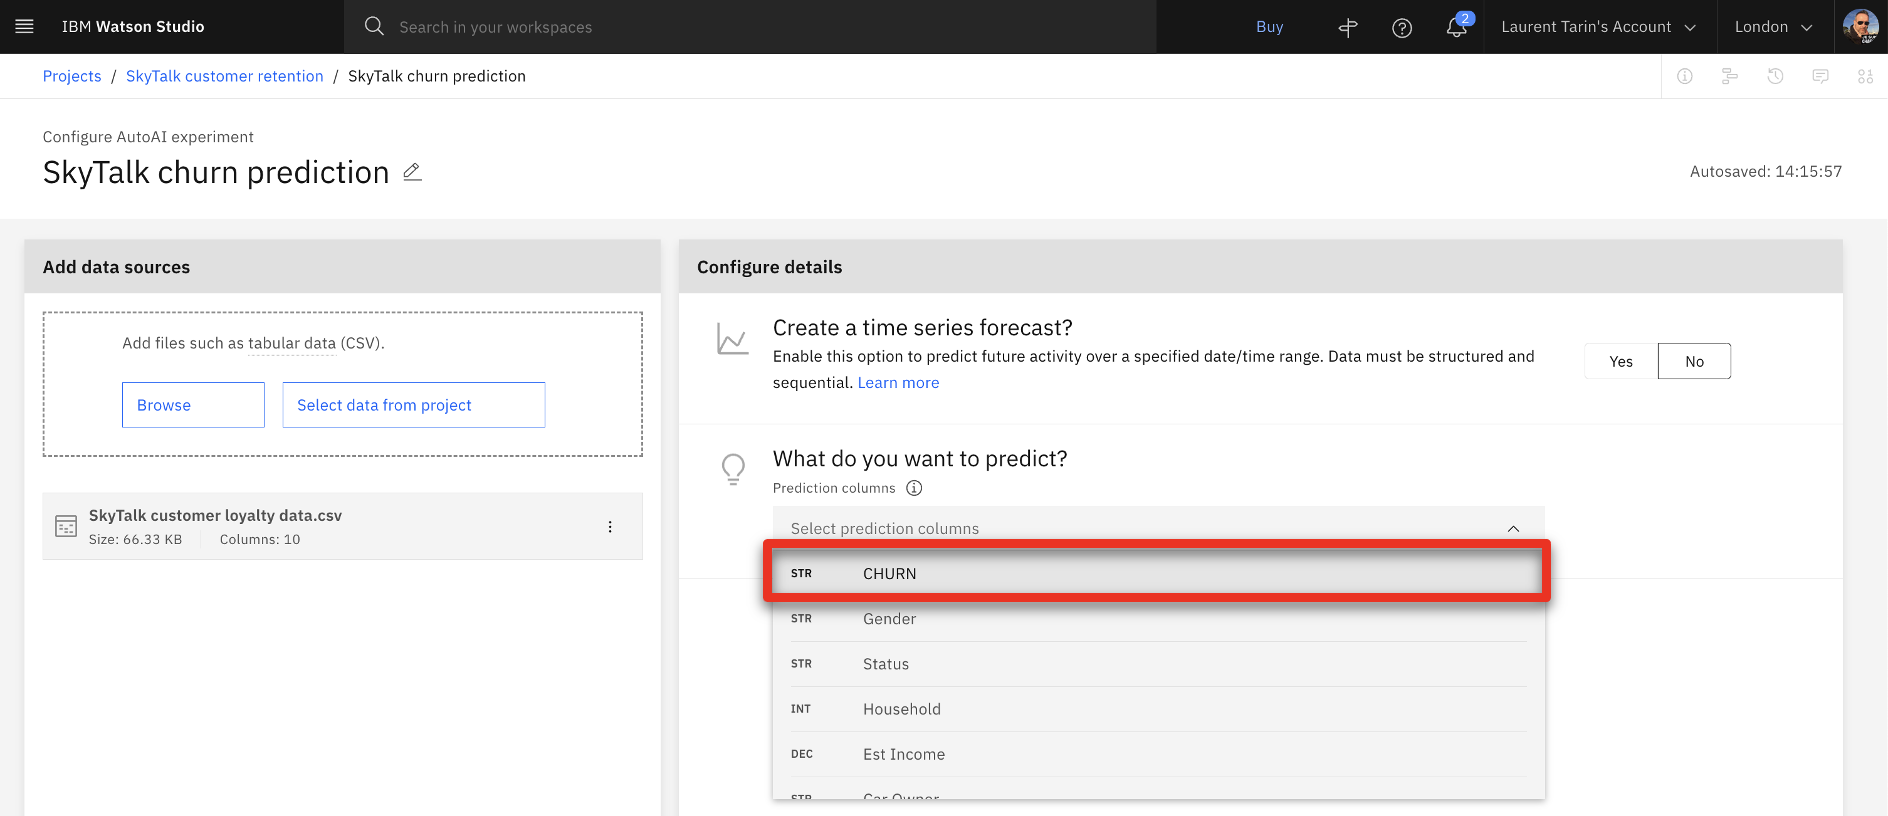 IBM Watson Studio
Search in your workspaces
Buy
2
Laurent Tarin's Account
London
Projects / SkyTalk customer retention / SkyTalk churn prediction
Configure AutoAI experiment
SkyTalk churn prediction
Autosaved: 14:15:57
Add data sources
Add files such as tabular data (CSV).
Browse
Select data from project
SkyTalk customer loyalty data.csv
Size: 66.33 KB
Columns: 10
Configure details
Create a time series forecast?
Enable this option to predict future activity over a specified date/time range. Data must be structured and
sequential. Learn more
Yes
No
What do you want to predict?
Prediction columns
Select prediction columns
STR CHURN
STR Gender
STR Status
INT Household
DEC Est Income
STR Car Owner